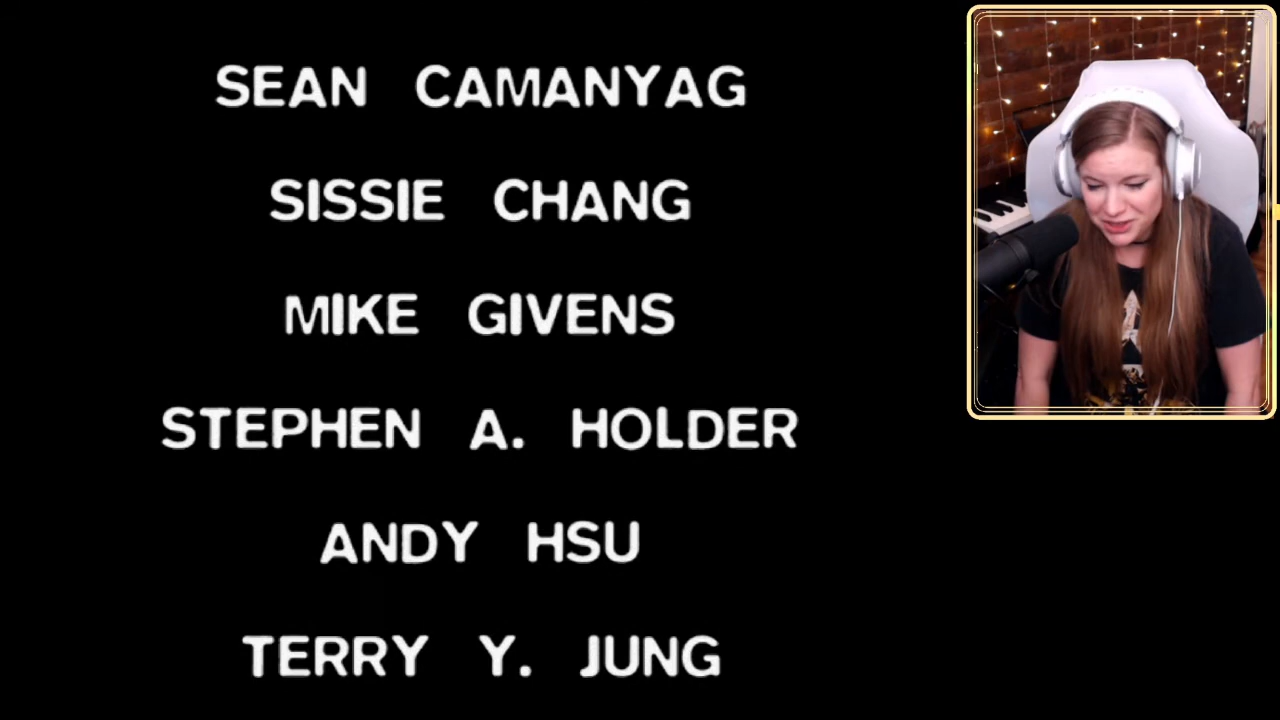 SEAN CAMANYAG
SISSIE CHANG
MIKE GIVENS
STEPHEN A. HOLDER
ANDY HSU
TERRY Y. JUNG